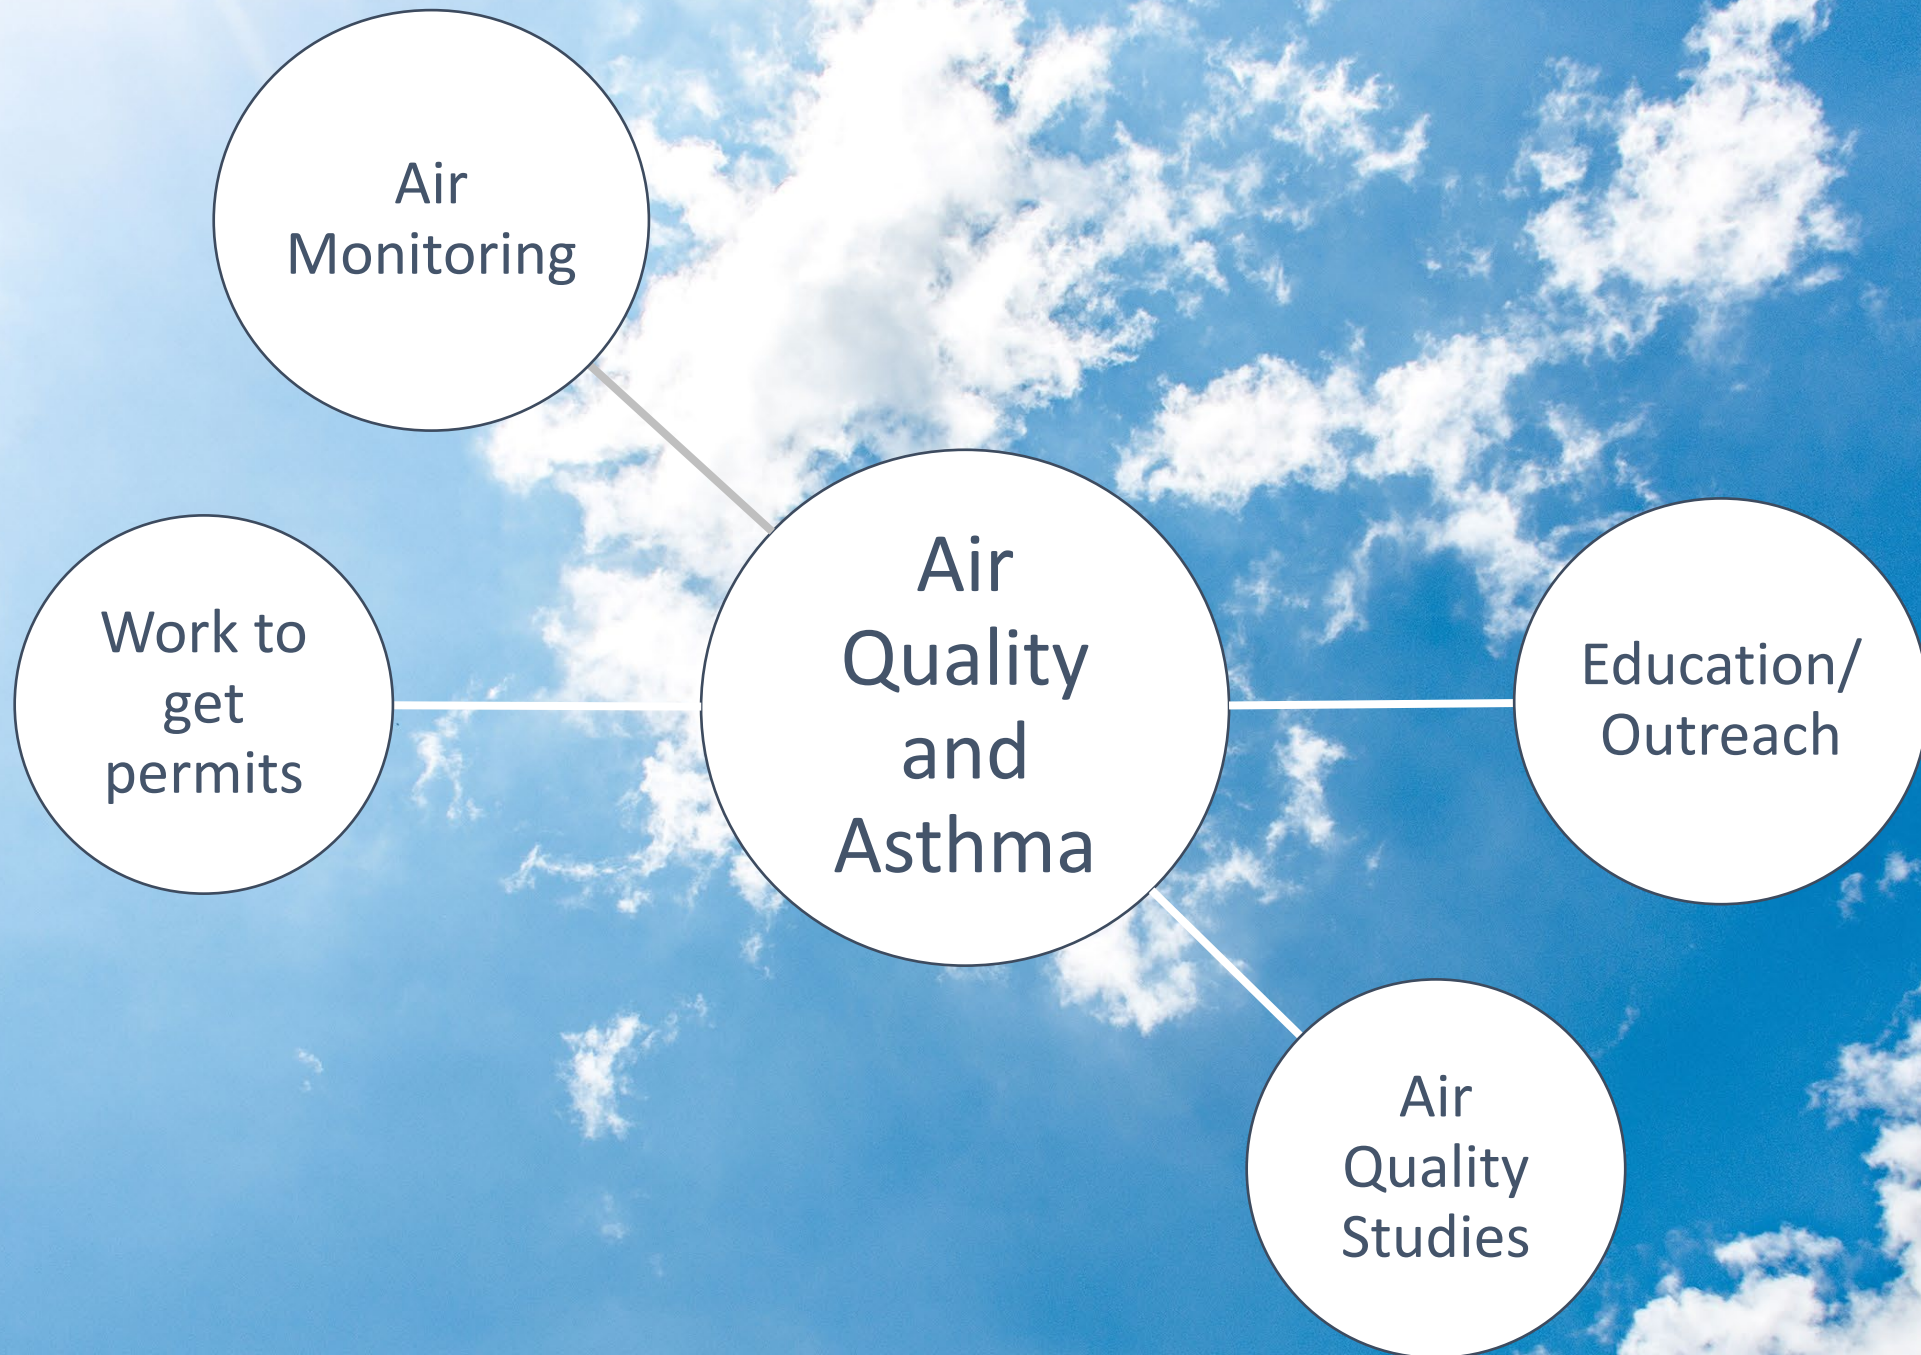 Air
Monitoring
Work to
get
permits
Air
Quality
and
Asthma
Education/
Outreach
Air
Quality
Studies